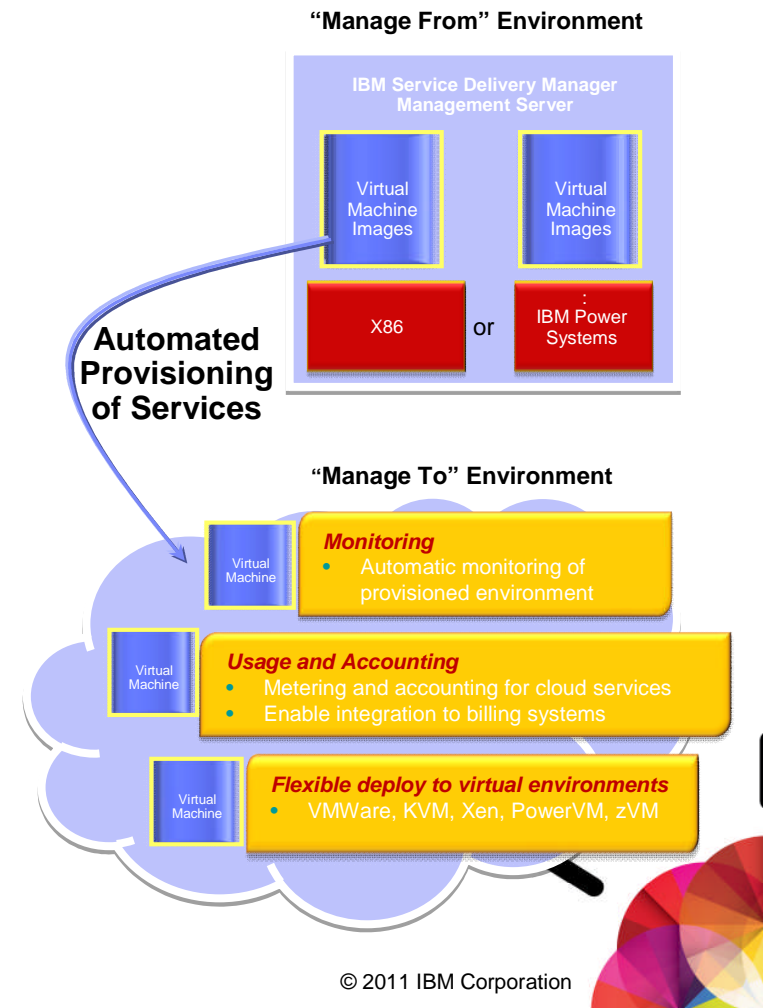 “Manage From” Environment
IBM Service Delivery Manager
Management Server
Virtual
Machine
Images
Virtual
Machine
Images
X86
or
:
IBM Power
Systems
Automated
Provisioning
of Services
“Manage To” Environment
Virtual
Machine
Monitoring
• Automatic monitoring of
provisioned environment
Virtual
Machine
Usage and Accounting
• Metering and accounting for cloud services
• Enable integration to billing systems
Virtual
Machine
Flexible deploy to virtual environments
• VMWare, KVM, Xen, PowerVM, zVM
© 2011 IBM Corporation